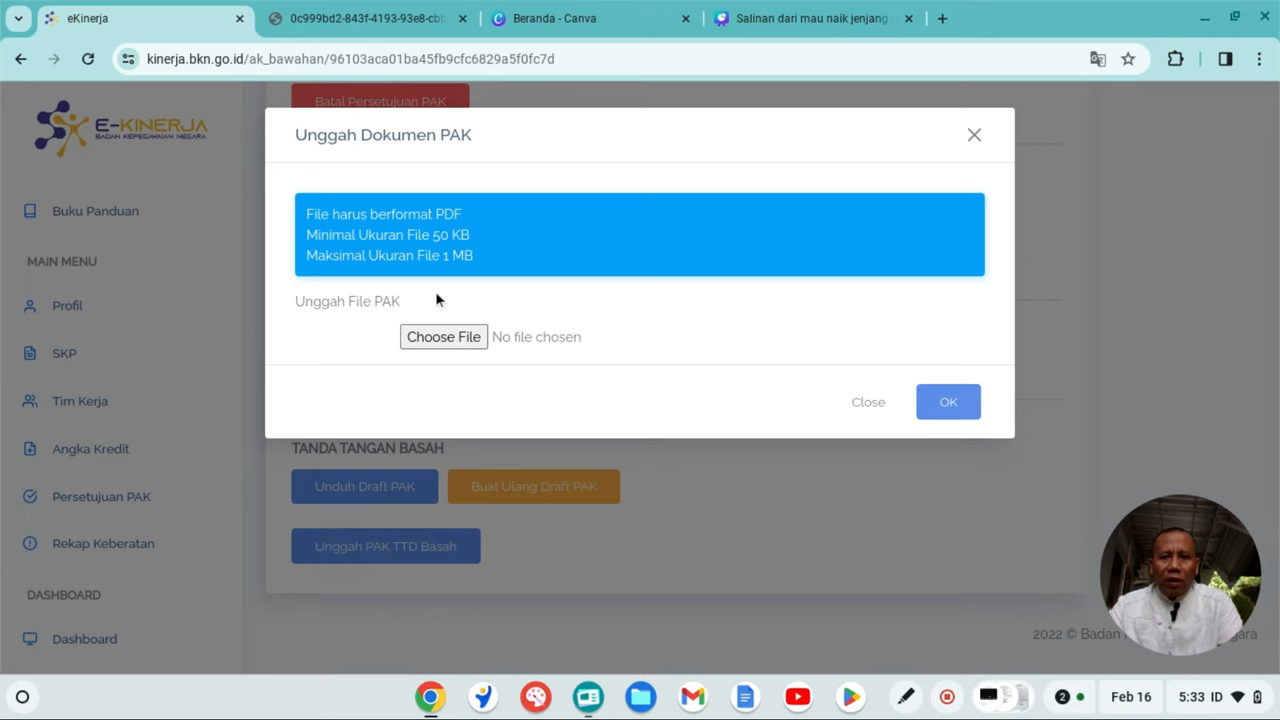 eKinerja
0c999bd2-843f-4193-93e8-cbb
Beranda - Canva
Salinan dari mau naik jenjang
kinerja.bkn.go.id/ak_bawahan/96103aca01ba45fb9cfc6829a5f0fc7d
E-KINERJA
BADAN KEPEGAWAIAN NEGARA
Buku Panduan
MAIN MENU
Profil
SKP
Tim Kerja
Angka Kredit
Persetujuan PAK
Rekap Keberatan
DASHBOARD
Dashboard
Batal Persetujuan PAK
Unggah Dokumen PAK
File harus berformat PDF
Minimal Ukuran File 50 KB
Maksimal Ukuran File 1 MB
Unggah File PAK
Choose File No file chosen
Close OK
TANDA TANGAN BASAH
Unduh Draft PAK Buat Ulang Draft PAK
Unggah PAK TTD Basah
2022 © Badan
gara
2
Feb 16
5:33 ID